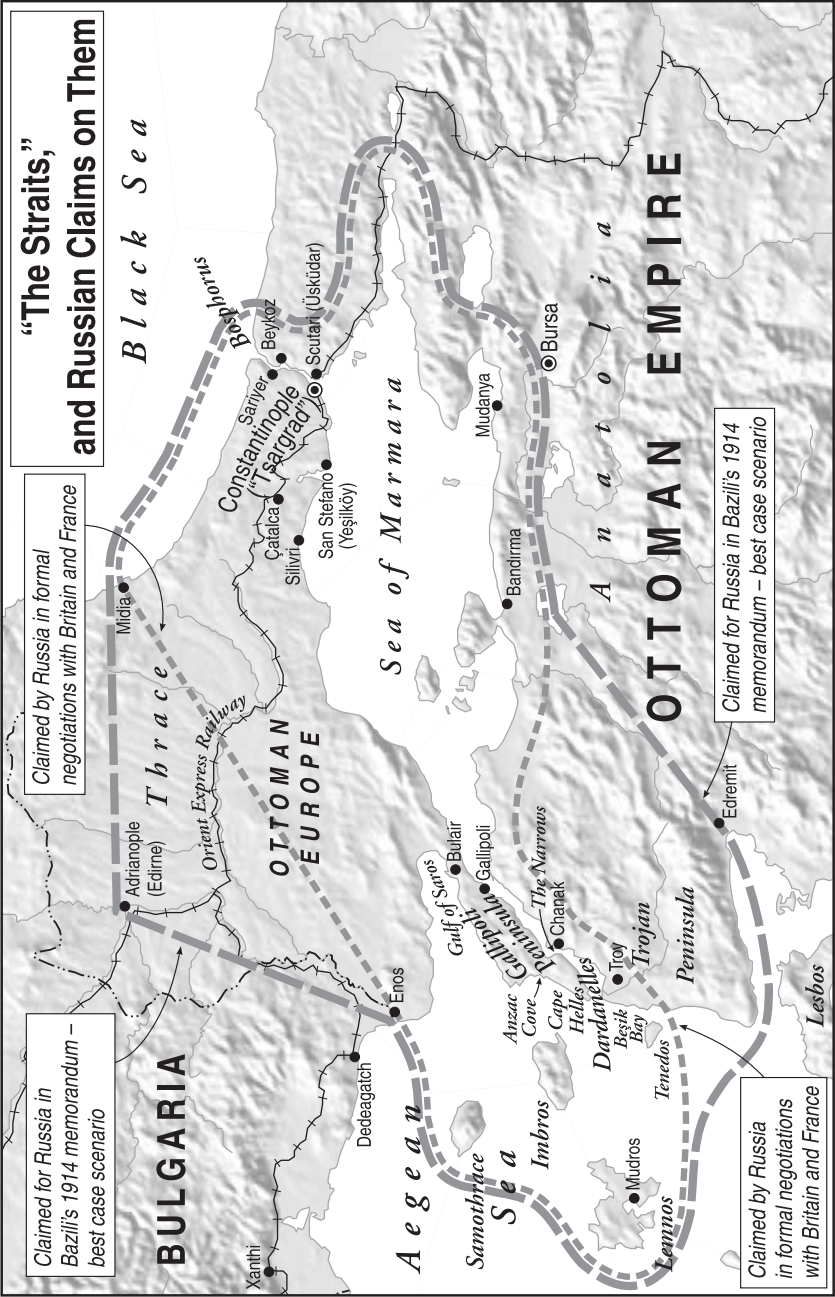 “The Straits,”
and Russian Claims on Them
Black Sea
Claimed by Russia in formal
negotiations with Britain and France
Claimed for Russia in
Bazili’s 1914 memorandum –
best case scenario
BULGARIA
Xanthi
Dedeagatch
Enos
Adrianople
(Edirne)
Thrace
Midia
Orient Express Railway
OTTOMAN
EUROPE
Bosphorus
Sariyer
Beykoz
Constantinople
(“Tsargrad”)
Scutari (Üsküdar)
Çatalca
Silivri
San Stefano
(Yeşilköy)
Sea of Marmara
Mudanya
Bursa
Bandırma
Anatolia
OTTOMAN EMPIRE
Gulf of Saros
Bulair
Gallipoli
Gallipoli
Peninsula
The Narrows
Chanak
Anzac
Cove
Cape
Helles
Dardanelles
Beşik
Bay
Troy
Trojan
Peninsula
Tenedos
Edremit
Aegean
Sea
Samothrace
Imbros
Mudros
Lemnos
Lesbos
Claimed for Russia in Bazili’s 1914
memorandum – best case scenario
Claimed by Russia
in formal negotiations
with Britain and France